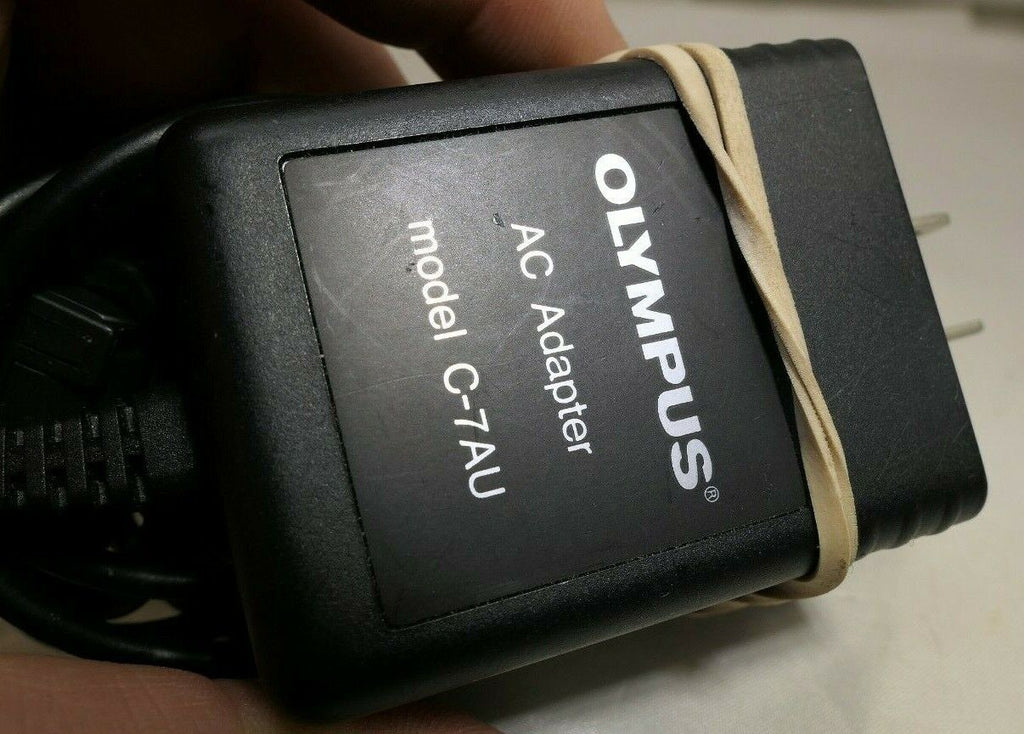 OLYMPUS®
AC Adapter
model C-7AU